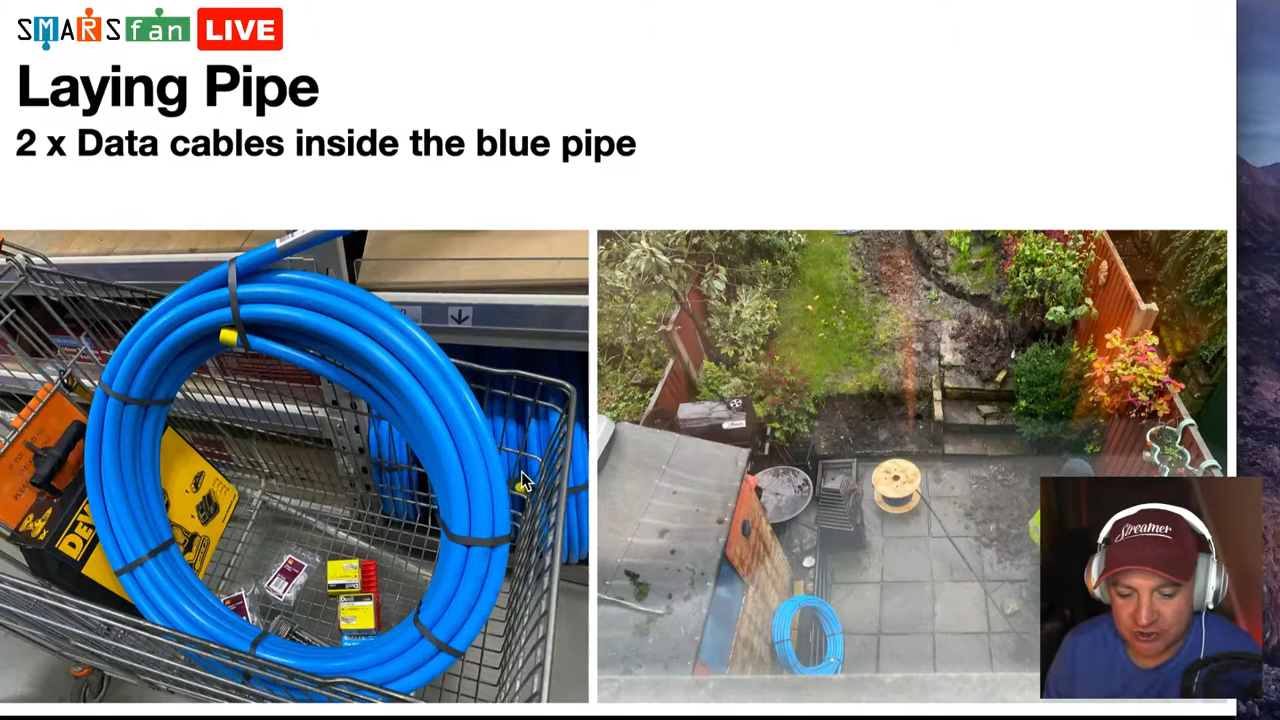 SMARSfan LIVE
Laying Pipe
2 x Data cables inside the blue pipe
Streamer